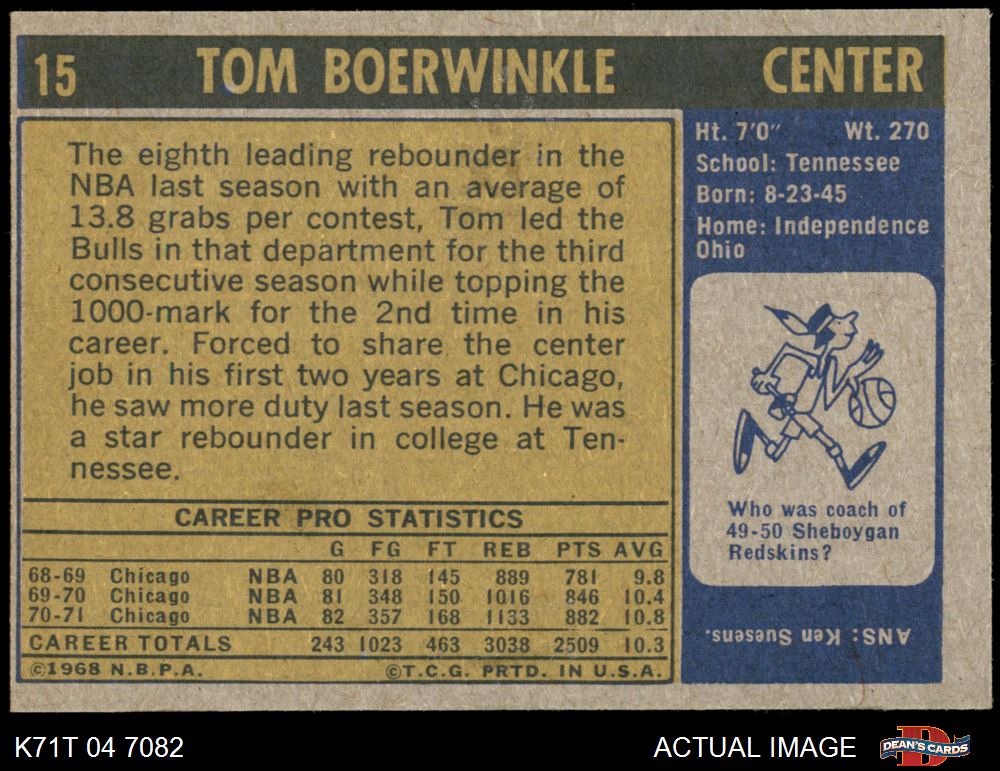 15 TOM BOERWINKLE CENTER
The eighth leading rebounder in the
NBA last season with an average of
13.8 grabs per contest, Tom led the
Bulls in that department for the third
consecutive season while topping the
1000-mark for the 2nd time in his
career. Forced to share the center
job in his first two years at Chicago,
he saw more duty last season. He was
a star rebounder in college at Ten-
nessee.
CAREER PRO STATISTICS
G FG FT REB PTS AVG
68-69 Chicago NBA 80 318 145 889 781 9.8
69-70 Chicago NBA 81 348 150 1016 846 10.4
70-71 Chicago NBA 82 357 168 1133 882 10.8
CAREER TOTALS 243 1023 463 3038 2509 10.3
©1968 N.B.P.A. ©T.C.G. PRTD. IN U.S.A.
Ht. 7'0" Wt. 270
School: Tennessee
Born: 8-23-45
Home: Independence
Ohio
Who was coach of
49-50 Sheboygan
Redskins?
ANS: Ken Suesens.
K71T 04 7082 ACTUAL IMAGE DEAN'S CARDS